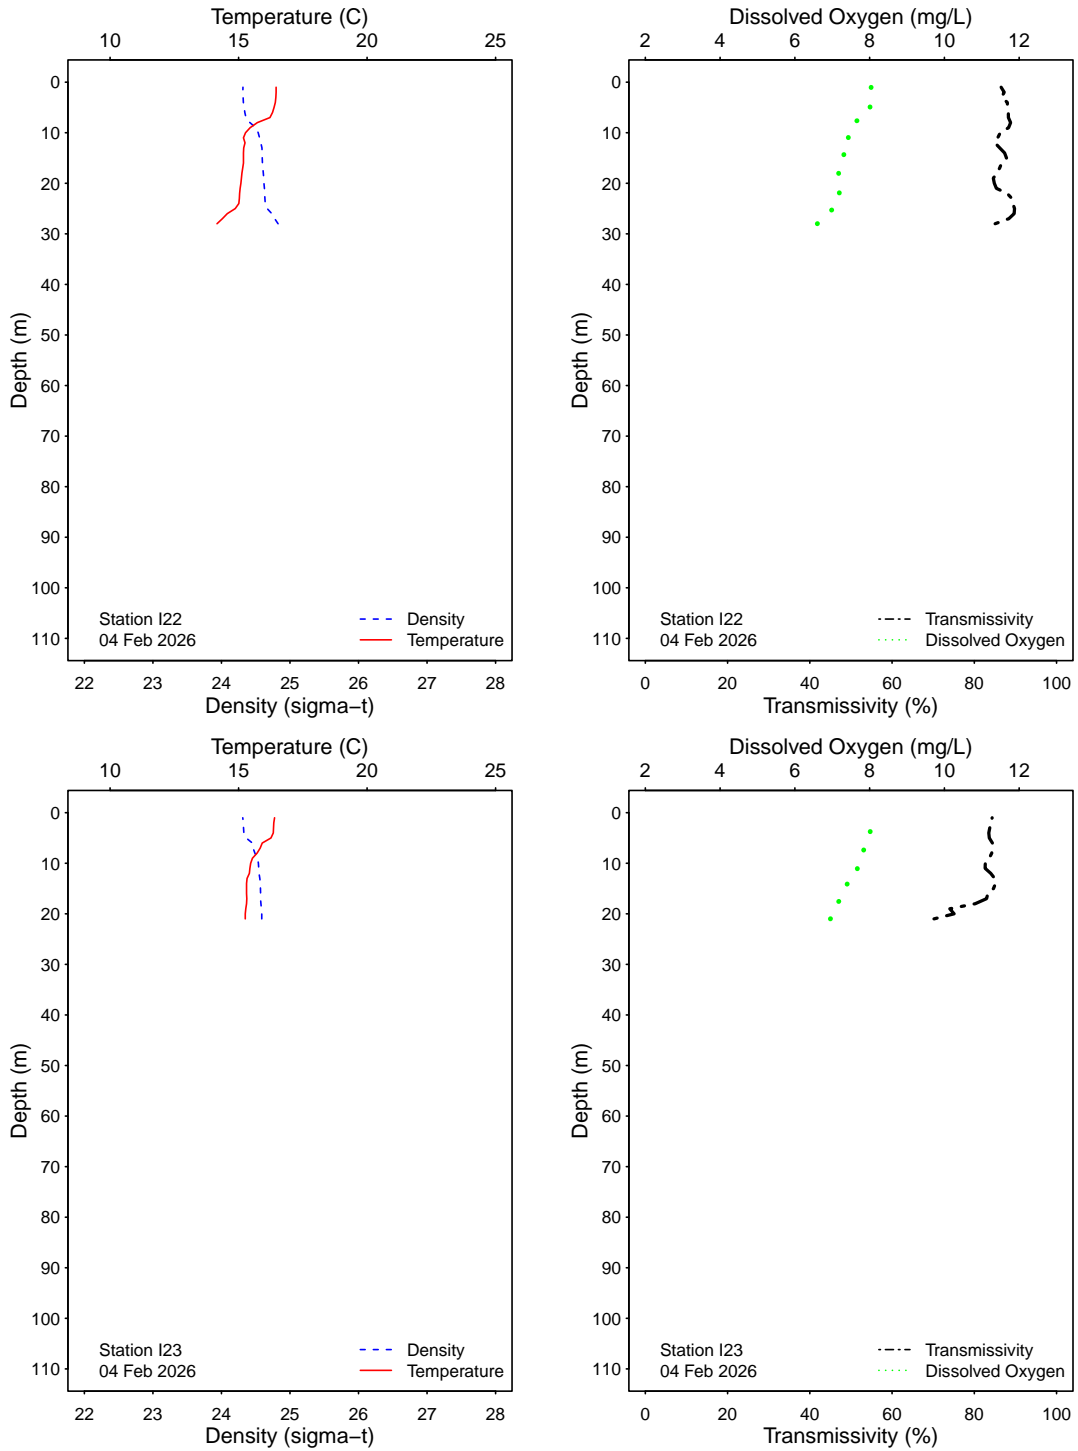 Temperature (C)
10 15 20 25
0
10
20
30
40
50
60
70
80
90
100
110
Depth (m)
Station I22
04 Feb 2026
Density
Temperature
22 23 24 25 26 27 28
Density (sigma−t)
Dissolved Oxygen (mg/L)
2 4 6 8 10 12
0
10
20
30
40
50
60
70
80
90
100
110
Depth (m)
Station I22
04 Feb 2026
Transmissivity
Dissolved Oxygen
0 20 40 60 80 100
Transmissivity (%)
Temperature (C)
10 15 20 25
0
10
20
30
40
50
60
70
80
90
100
110
Depth (m)
Station I23
04 Feb 2026
Density
Temperature
22 23 24 25 26 27 28
Density (sigma−t)
Dissolved Oxygen (mg/L)
2 4 6 8 10 12
0
10
20
30
40
50
60
70
80
90
100
110
Depth (m)
Station I23
04 Feb 2026
Transmissivity
Dissolved Oxygen
0 20 40 60 80 100
Transmissivity (%)